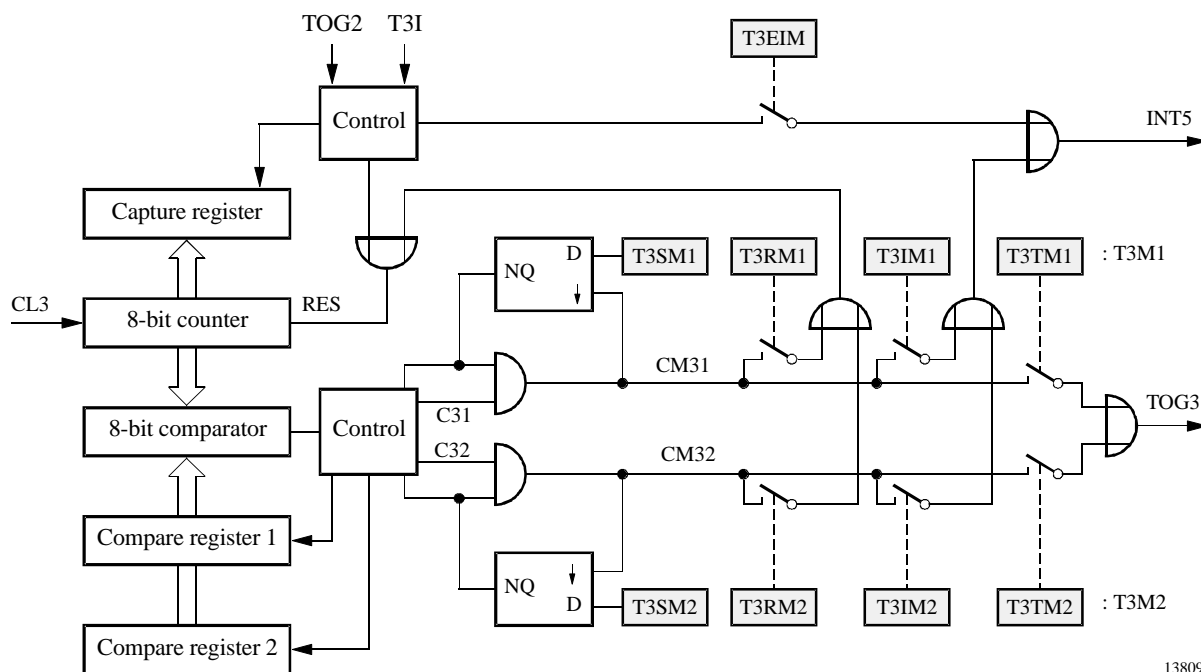 TOG2 T3I
T3EIM
Control
INT5
Capture register
D
NQ
T3SM1
T3RM1
T3IM1
T3TM1
: T3M1
CL3
8-bit counter
RES
CM31
TOG3
C31
8-bit comparator
Control
C32
CM32
Compare register 1
NQ
D
T3SM2
T3RM2
T3IM2
T3TM2
: T3M2
Compare register 2
13809